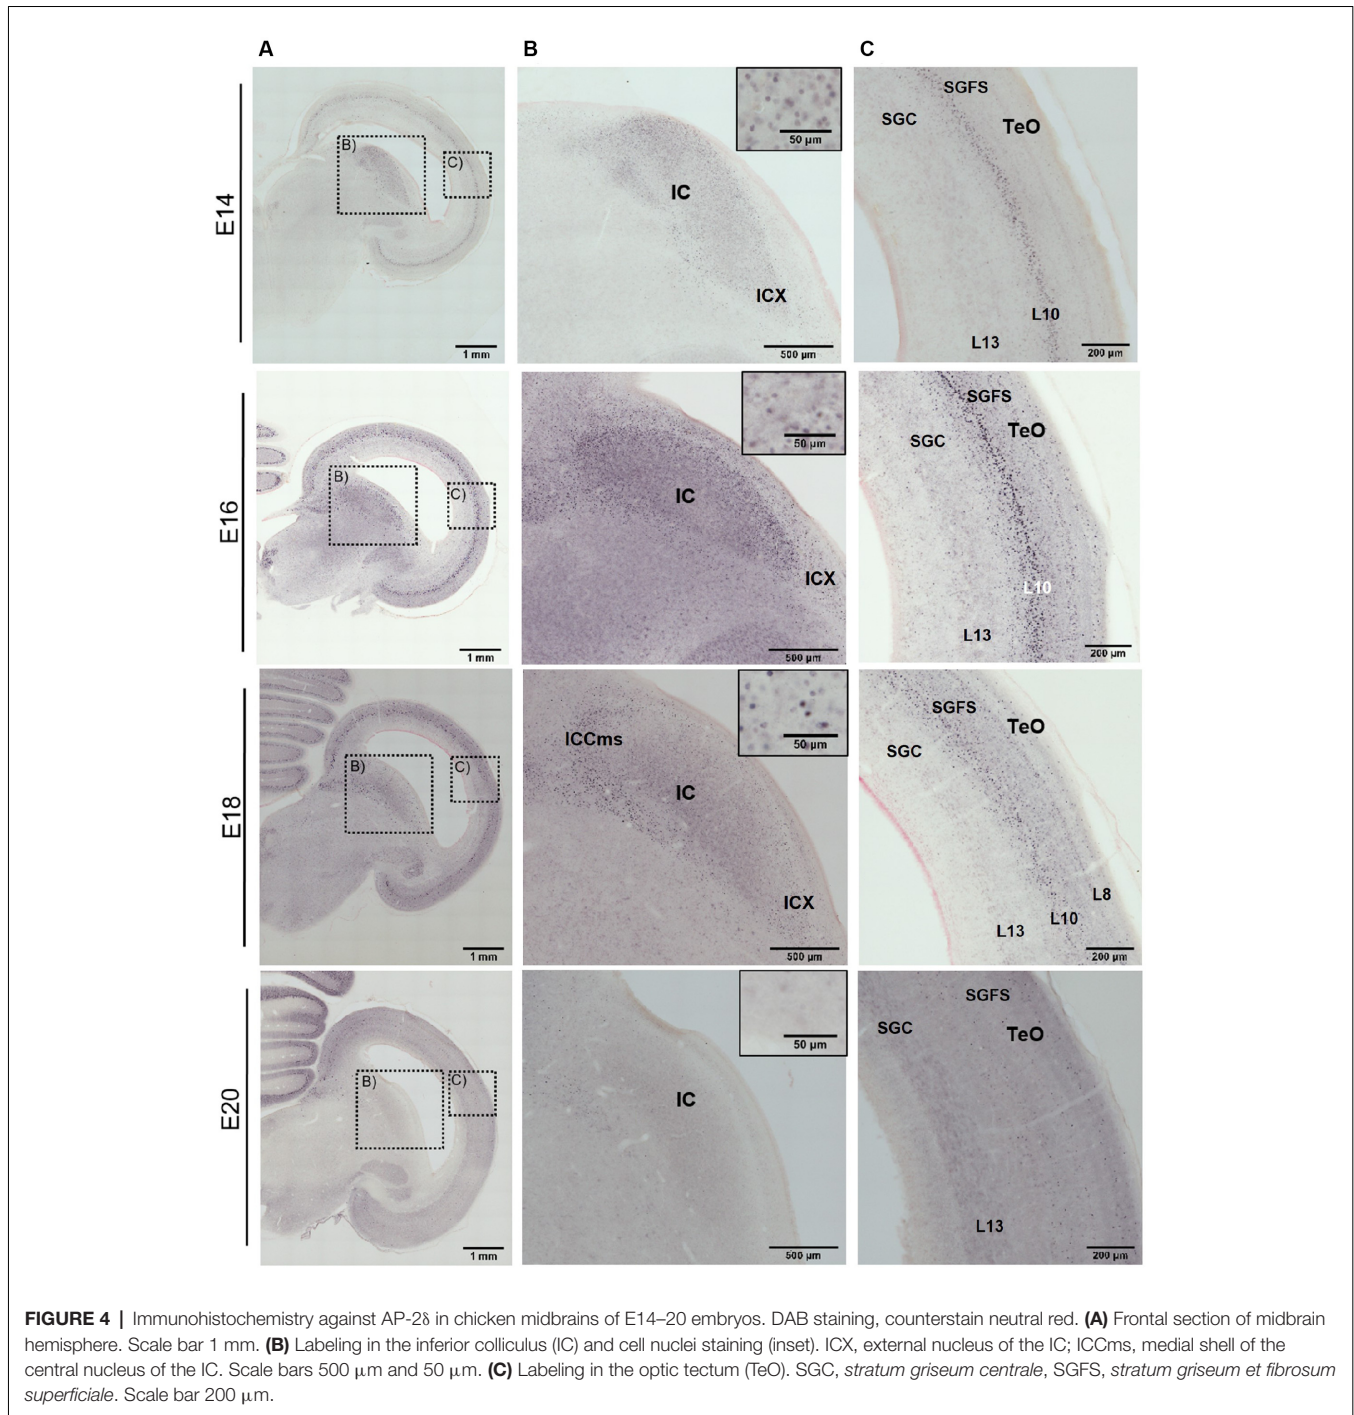 A B C
E14
B)
C)
1 mm
IC
ICX
50 µm
500 µm
SGFS
SGC
TeO
L10
L13
200 µm
E16
B)
C)
1 mm
IC
ICX
50 µm
500 µm
SGFS
SGC
TeO
L10
L13
200 µm
E18
B)
C)
1 mm
ICCms
IC
ICX
50 µm
500 µm
SGFS
TeO
SGC
L8
L10
L13
200 µm
E20
B)
C)
1 mm
IC
50 µm
500 µm
SGFS
SGC
TeO
L13
200 µm
FIGURE 4 | Immunohistochemistry against AP-2δ in chicken midbrains of E14–20 embryos. DAB staining, counterstain neutral red. (A) Frontal section of midbrain
hemisphere. Scale bar 1 mm. (B) Labeling in the inferior colliculus (IC) and cell nuclei staining (inset). ICX, external nucleus of the IC; ICCms, medial shell of the
central nucleus of the IC. Scale bars 500 µm and 50 µm. (C) Labeling in the optic tectum (TeO). SGC, stratum griseum centrale, SGFS, stratum griseum et fibrosum
superficiale. Scale bar 200 µm.